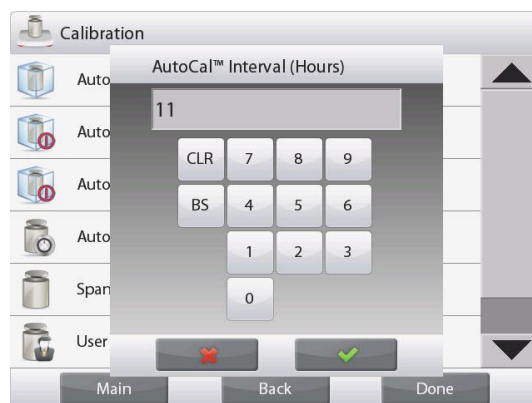 Calibration
AutoCal™ Interval (Hours)
11
Auto
CLR 7 8 9
Auto
BS 4 5 6
Auto
1 2 3
Auto
0
Span
User
Main Back Done